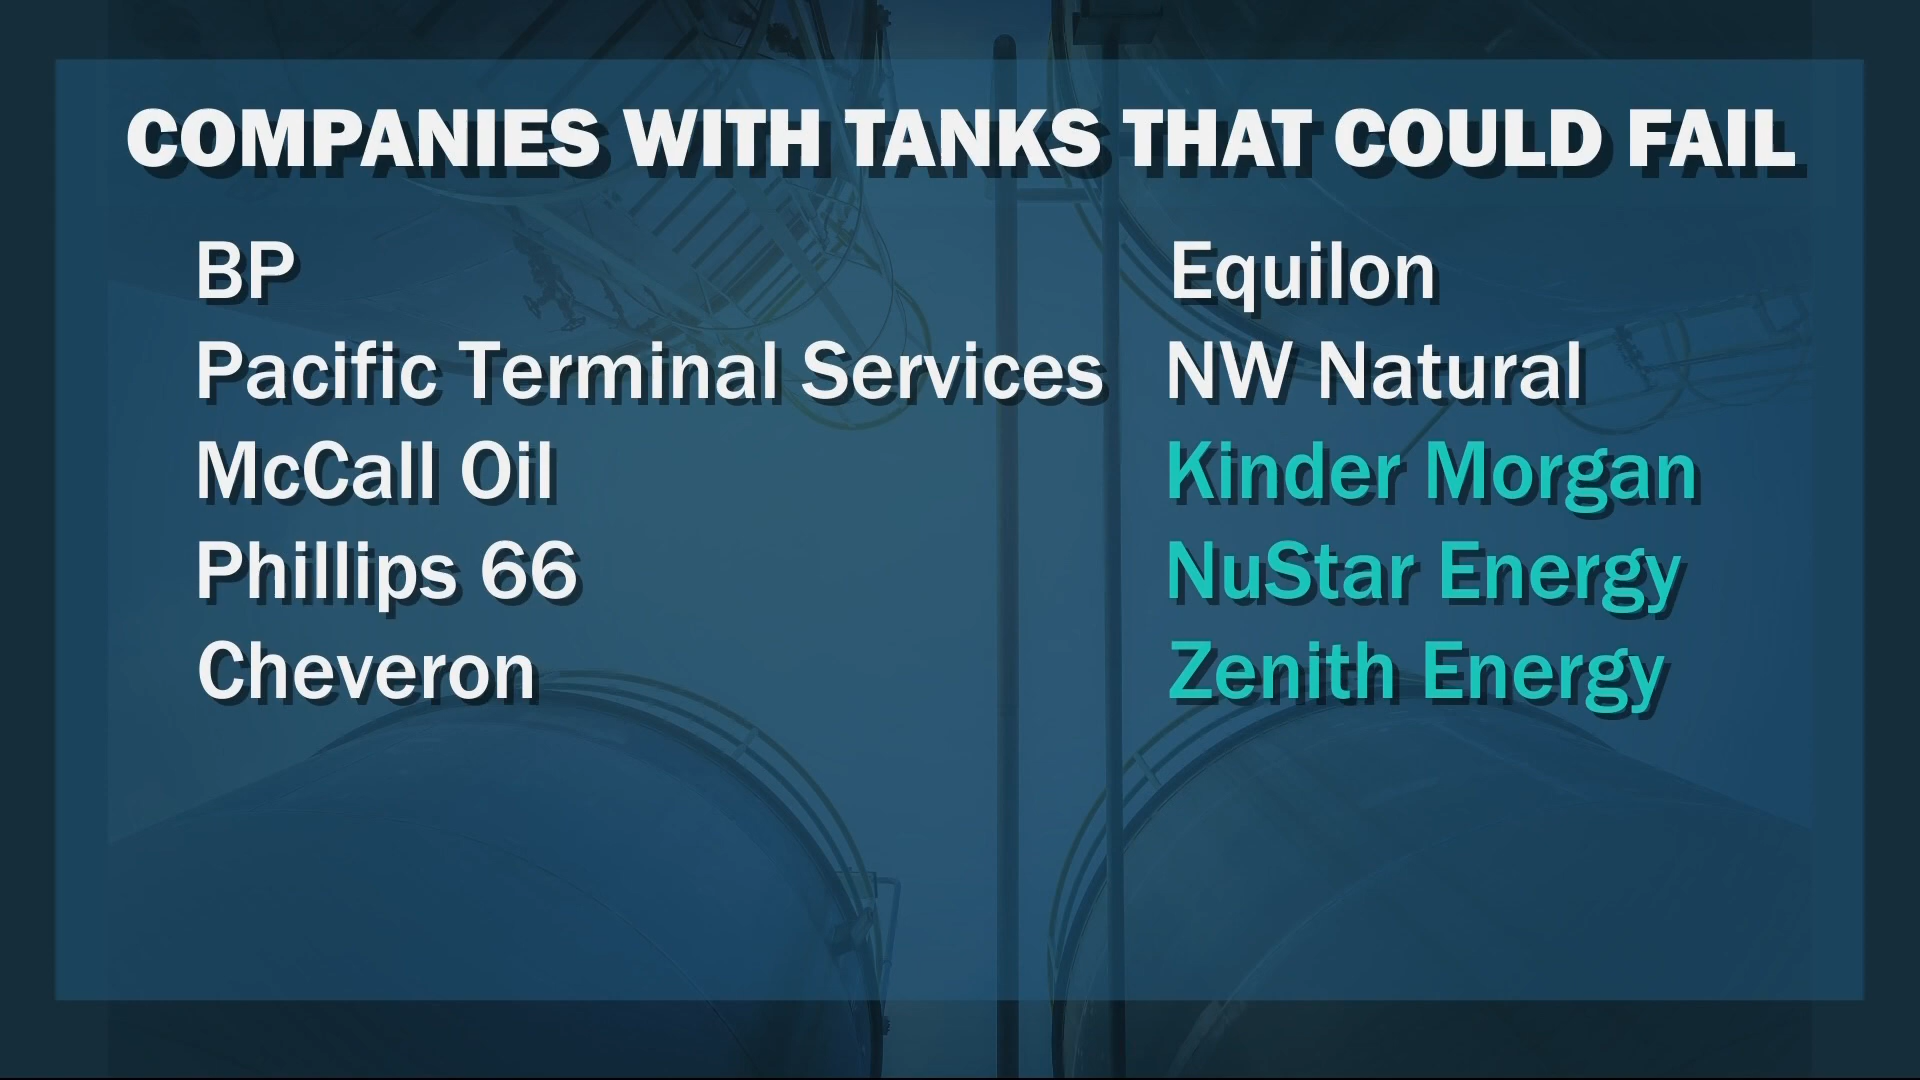 COMPANIES WITH TANKS THAT COULD FAIL
BP
Pacific Terminal Services
McCall Oil
Phillips 66
Cheveron
Equilon
NW Natural
Kinder Morgan
NuStar Energy
Zenith Energy